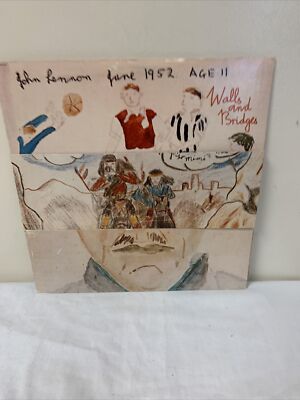 John Lennon June 1952 AGE 11
Walls
and
Bridges